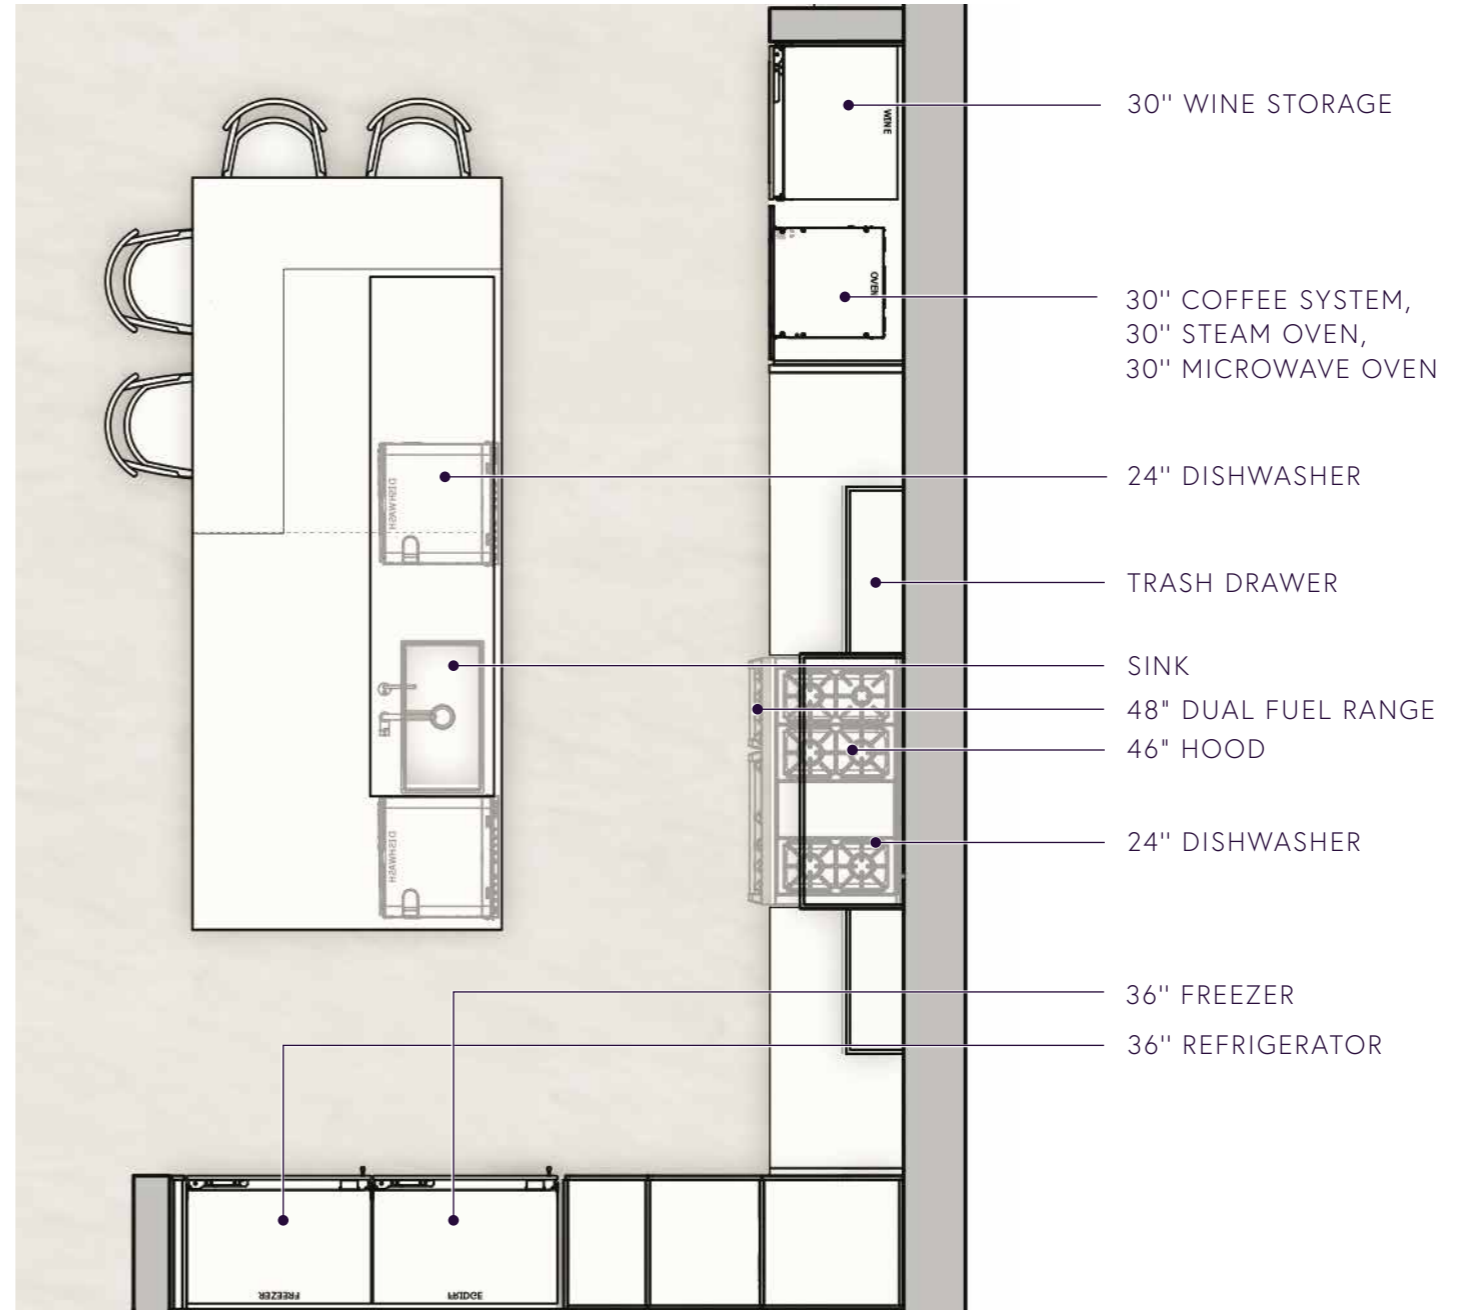 30'' WINE STORAGE
WINE
30'' COFFEE SYSTEM,
30'' STEAM OVEN,
30'' MICROWAVE OVEN
OVEN
24'' DISHWASHER
DISHWASH
TRASH DRAWER
SINK
48" DUAL FUEL RANGE
46" HOOD
24'' DISHWASHER
DISHWASH
36'' FREEZER
36'' REFRIGERATOR
FREEZER
FRIDGE